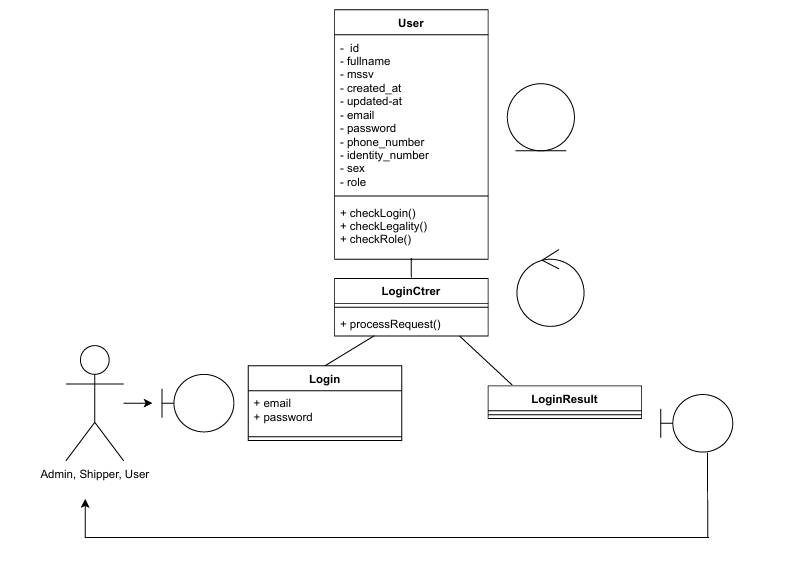 User
- id
- fullname
- mssv
- created_at
- updated-at
- email
- password
- phone_number
- identity_number
- sex
- role
+ checkLogin()
+ checkLegality()
+ checkRole()
LoginCtrer
+ processRequest()
Login
+ email
+ password
LoginResult
Admin, Shipper, User